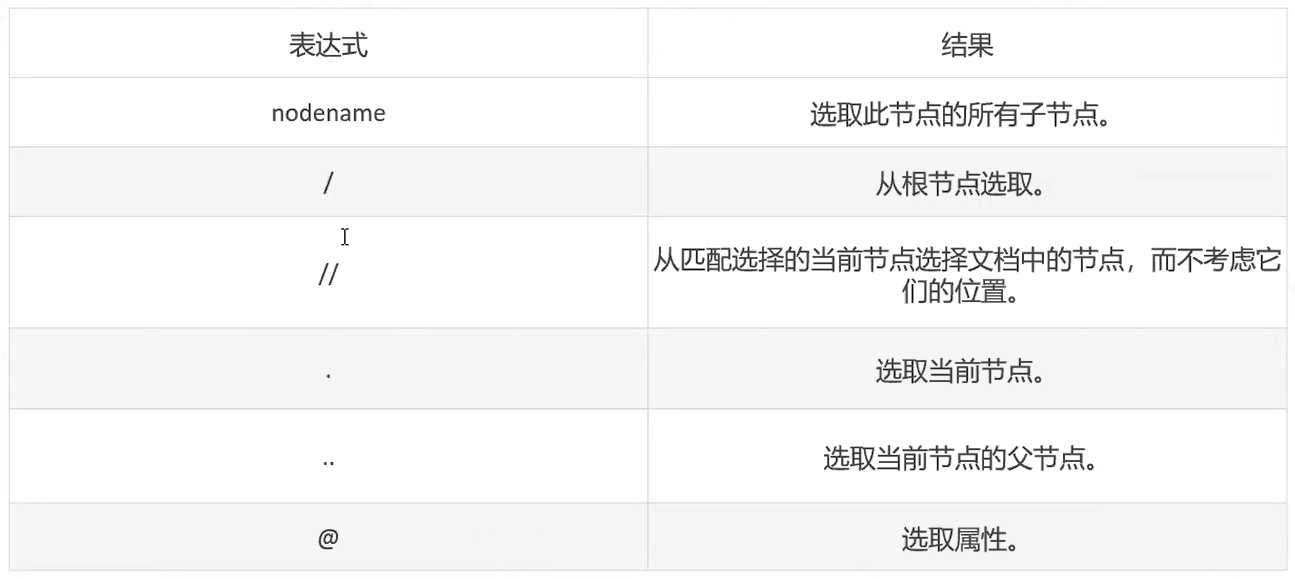 表达式 结果
nodename 选取此节点的所有子节点。
/ 从根节点选取。
// 从匹配选择的当前节点选择文档中的节点，而不考虑它
们的位置。
. 选取当前节点。
.. 选取当前节点的父节点。
@ 选取属性。